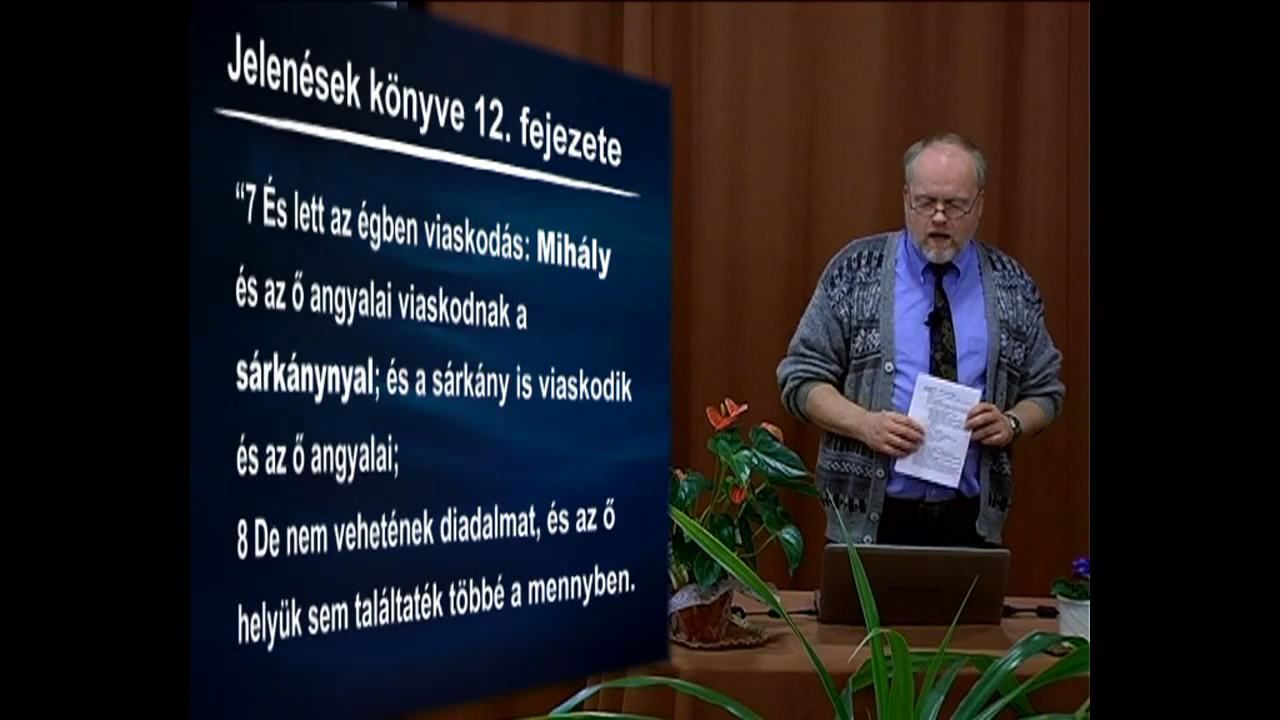 Jelenések könyve 12. fejezete
“7 És lett az égben viaskodás: Mihály
és az ő angyalai viaskodnak a
sárkánynyal; és a sárkány is viaskodik
és az ő angyalai;
8 De nem vehetének diadalmat, és az ő
helyük sem találtaték többé a mennyben.